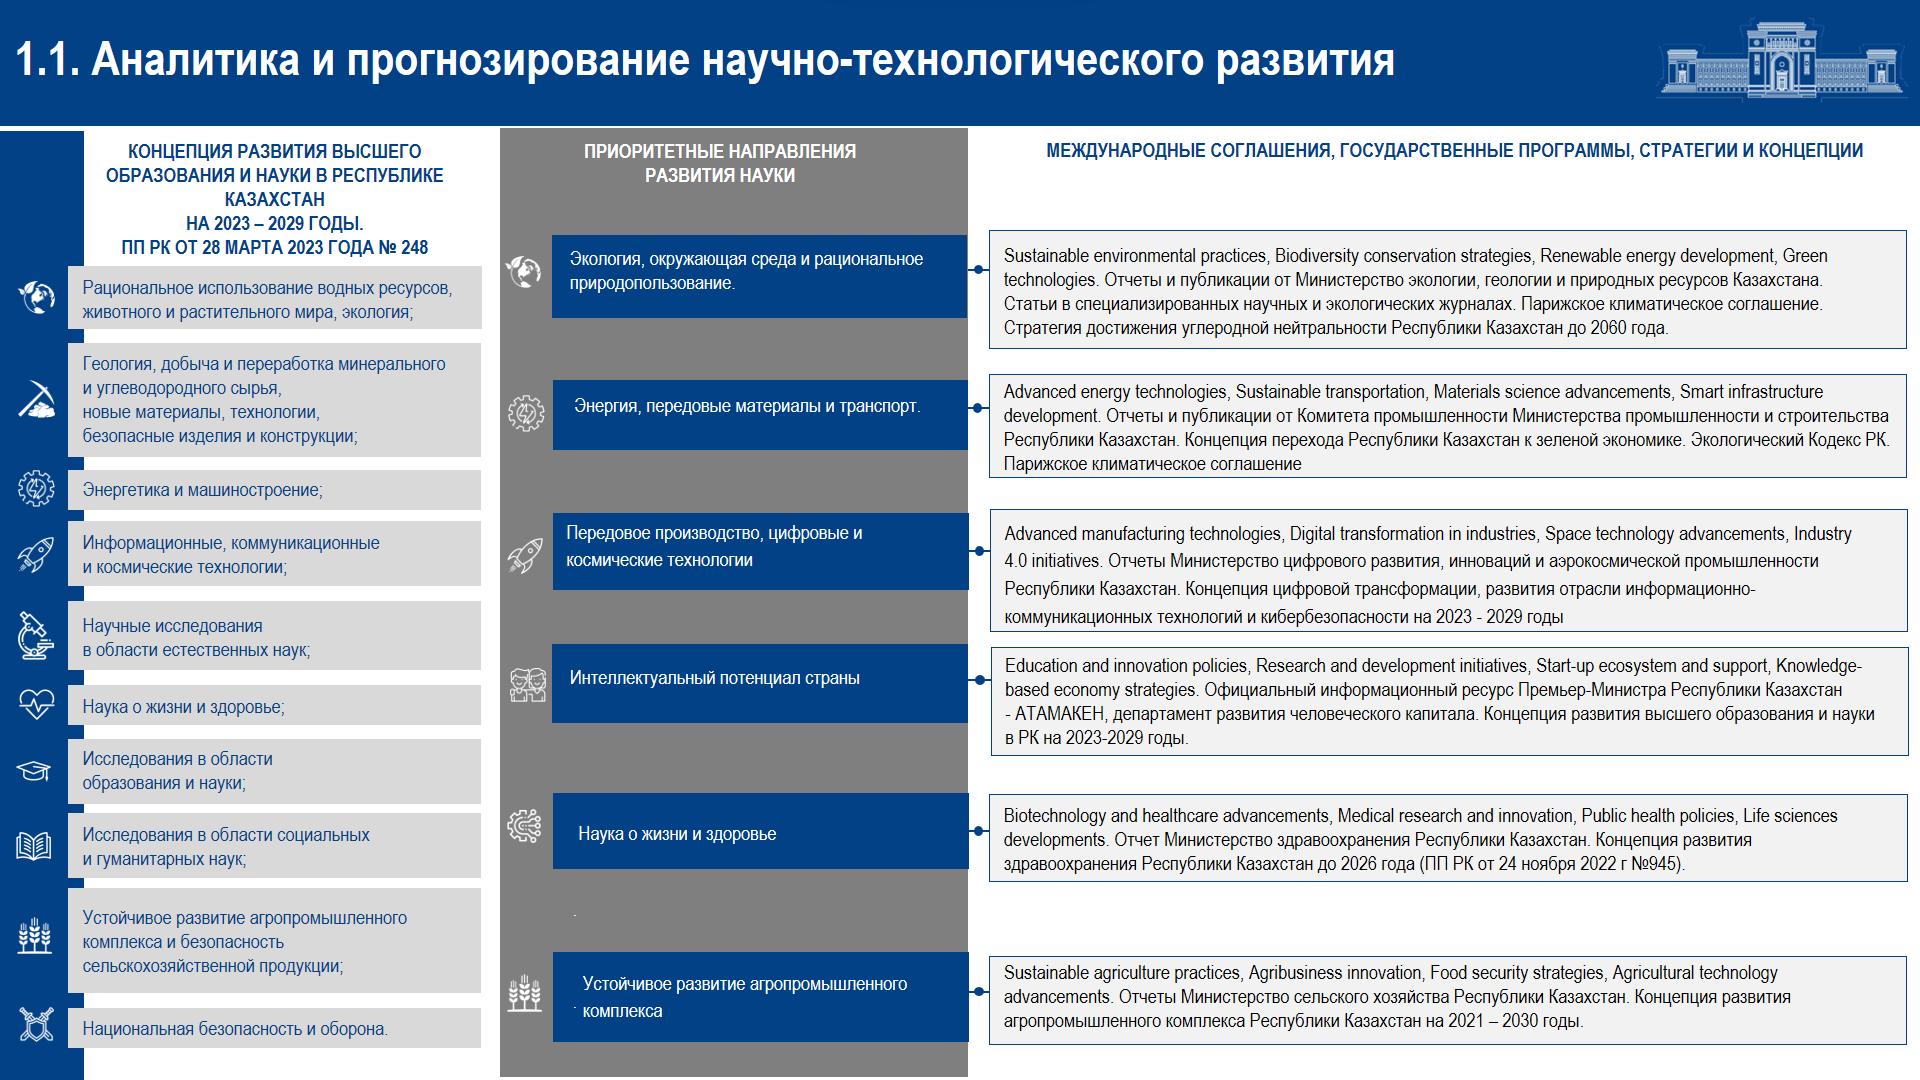 1.1. Аналитика и прогнозирование научно-технологического развития
КОНЦЕПЦИЯ РАЗВИТИЯ ВЫСШЕГО
ОБРАЗОВАНИЯ И НАУКИ В РЕСПУБЛИКЕ
КАЗАХСТАН
НА 2023 – 2029 ГОДЫ.
ПП РК ОТ 28 МАРТА 2023 ГОДА № 248
Рациональное использование водных ресурсов,
животного и растительного мира, экология;
Геология, добыча и переработка минерального
и углеводородного сырья,
новые материалы, технологии,
безопасные изделия и конструкции;
Энергетика и машиностроение;
Информационные, коммуникационные
и космические технологии;
Научные исследования
в области естественных наук;
Наука о жизни и здоровье;
Исследования в области
образования и науки;
Исследования в области социальных
и гуманитарных наук;
Устойчивое развитие агропромышленного
комплекса и безопасность
сельскохозяйственной продукции;
Национальная безопасность и оборона.
ПРИОРИТЕТНЫЕ НАПРАВЛЕНИЯ
РАЗВИТИЯ НАУКИ
Экология, окружающая среда и рациональное
природопользование.
Энергия, передовые материалы и транспорт.
Передовое производство, цифровые и
космические технологии
Интеллектуальный потенциал страны
Наука о жизни и здоровье
Устойчивое развитие агропромышленного
комплекса
МЕЖДУНАРОДНЫЕ СОГЛАШЕНИЯ, ГОСУДАРСТВЕННЫЕ ПРОГРАММЫ, СТРАТЕГИИ И КОНЦЕПЦИИ
Sustainable environmental practices, Biodiversity conservation strategies, Renewable energy development, Green
technologies. Отчеты и публикации от Министерство экологии, геологии и природных ресурсов Казахстана.
Статьи в специализированных научных и экологических журналах. Парижское климатическое соглашение.
Стратегия достижения углеродной нейтральности Республики Казахстан до 2060 года.
Advanced energy technologies, Sustainable transportation, Materials science advancements, Smart infrastructure
development. Отчеты и публикации от Комитета промышленности Министерства промышленности и строительства
Республики Казахстан. Концепция перехода Республики Казахстан к зеленой экономике. Экологический Кодекс РК.
Парижское климатическое соглашение
Advanced manufacturing technologies, Digital transformation in industries, Space technology advancements, Industry
4.0 initiatives. Отчеты Министерство цифрового развития, инноваций и аэрокосмической промышленности
Республики Казахстан. Концепция цифровой трансформации, развития отрасли информационно-
коммуникационных технологий и кибербезопасности на 2023 - 2029 годы
Education and innovation policies, Research and development initiatives, Start-up ecosystem and support, Knowledge-
based economy strategies. Официальный информационный ресурс Премьер-Министра Республики Казахстан
- АТАМАКЕН, департамент развития человеческого капитала. Концепция развития высшего образования и науки
в РК на 2023-2029 годы.
Biotechnology and healthcare advancements, Medical research and innovation, Public health policies, Life sciences
developments. Отчет Министерство здравоохранения Республики Казахстан. Концепция развития
здравоохранения Республики Казахстан до 2026 года (ПП РК от 24 ноября 2022 г №945).
Sustainable agriculture practices, Agribusiness innovation, Food security strategies, Agricultural technology
advancements. Отчеты Министерство сельского хозяйства Республики Казахстан. Концепция развития
агропромышленного комплекса Республики Казахстан на 2021 – 2030 годы.